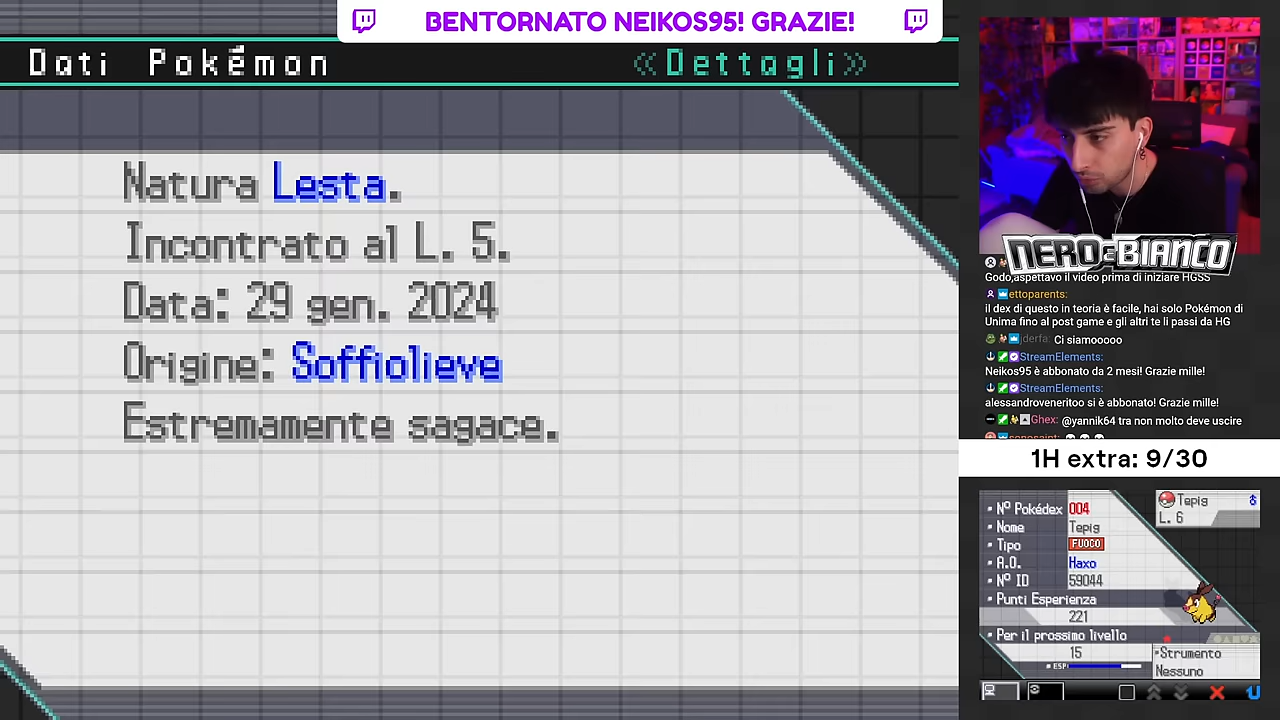 BENTORNATO NEIKOS95! GRAZIE!
Dati Pokémon
«Dettagli»
Natura Lesta.
Incontrato al L. 5.
Data: 29 gen. 2024
Origine: Soffiolieve
Estremamente sagace.
NERO E BIANCO
Godo,aspettavo il video prima di iniziare HGSS
ettoparents:
il dex di questo in teoria è facile, hai solo Pokémon di
Unima fino al post game e gli altri te li passi da HG
derfa: Ci siamooooo
StreamElements:
Neikos95 è abbonato da 2 mesi! Grazie mille!
StreamElements:
alessandroveneritoo si è abbonato! Grazie mille!
Ghex: @yannik64 tra non molto deve uscire
1H extra: 9/30
Nº Pokédex 004
Nome Tepig
Tipo FUOCO
A.O. Haxo
Nº ID 59044
Punti Esperienza
221
Per il prossimo livello
15
ESP
Tepig ♂
L. 6
Strumento
Nessuno